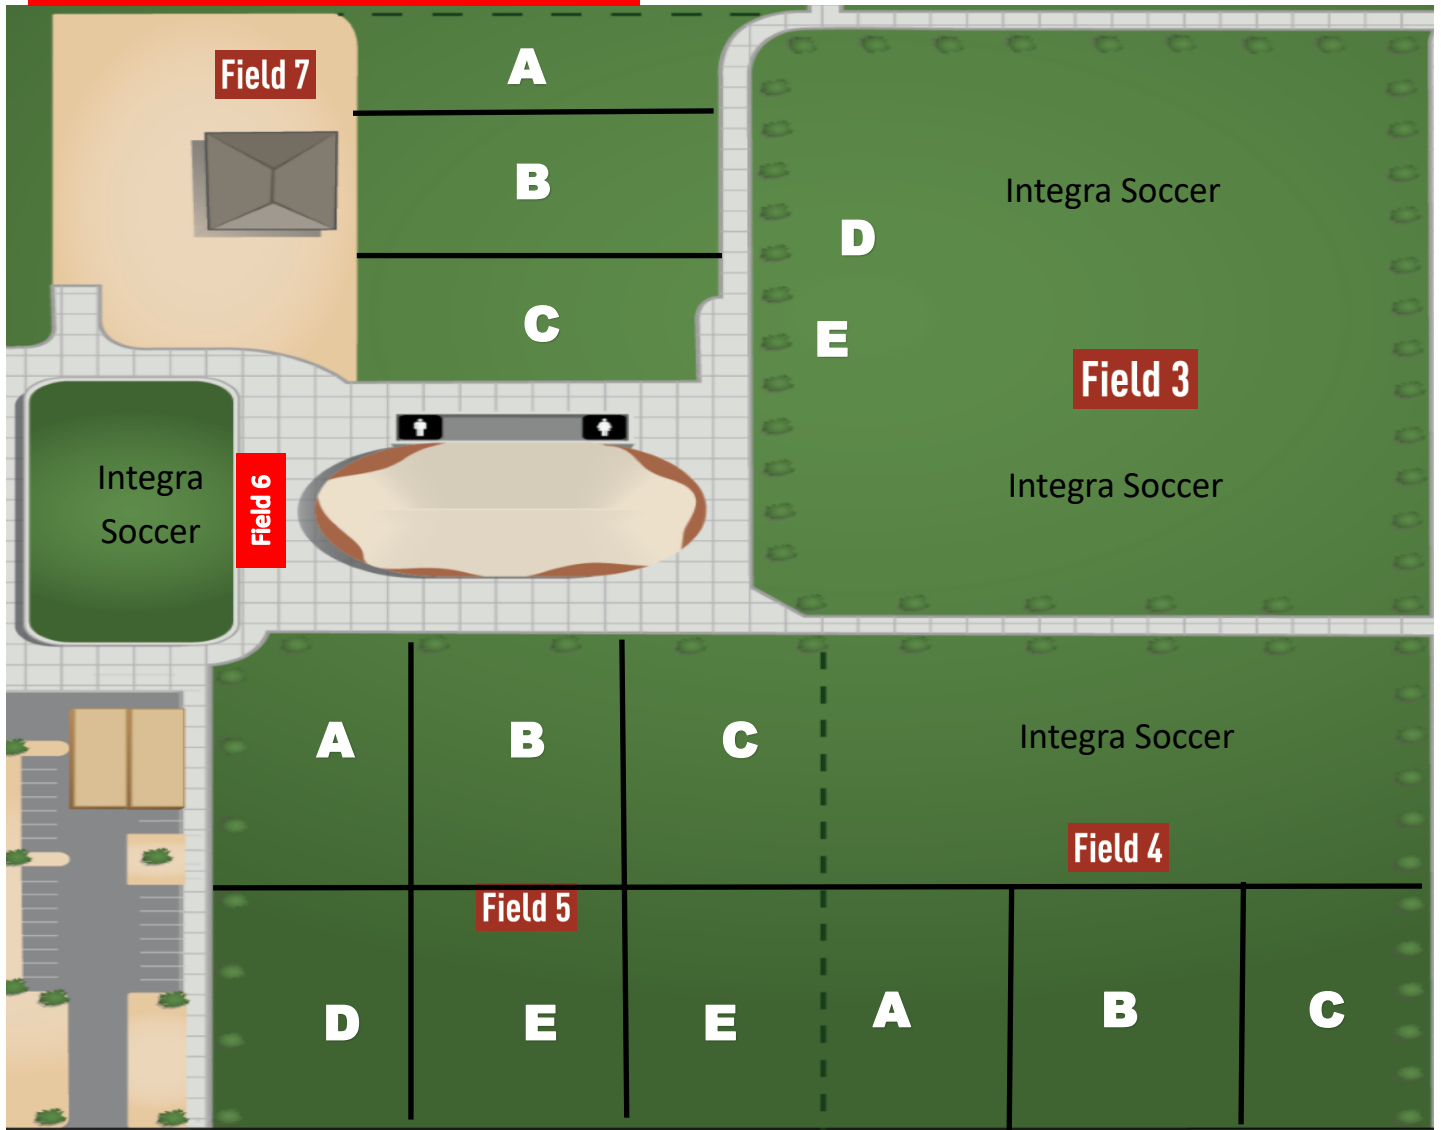 A
Field 7
B
Integra Soccer
D
C
E
Field 3
Integra
Soccer
Field 6
Integra Soccer
A
B
C
Integra Soccer
Field 4
Field 5
D
E
E
A
B
C